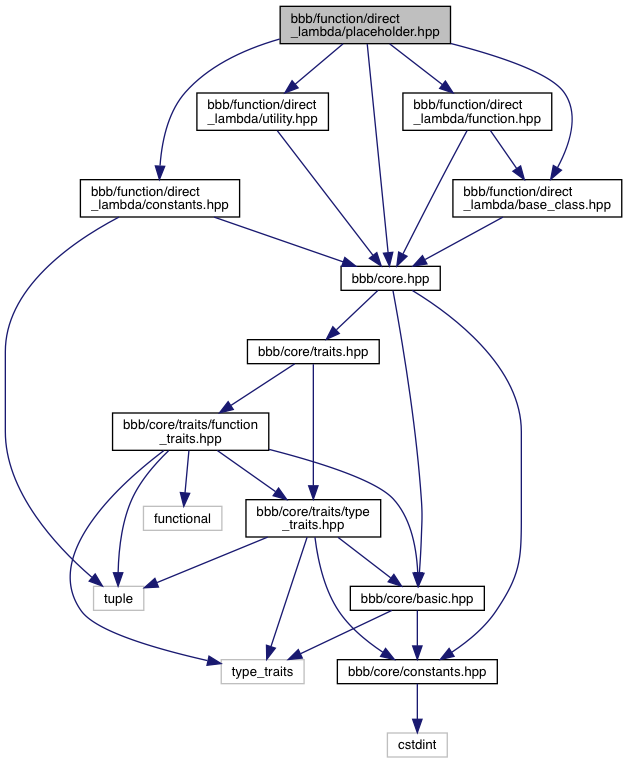 bbb/function/direct
_lambda/placeholder.hpp
bbb/function/direct
_lambda/utility.hpp
bbb/function/direct
_lambda/function.hpp
bbb/function/direct
_lambda/constants.hpp
bbb/function/direct
_lambda/base_class.hpp
bbb/core.hpp
bbb/core/traits.hpp
bbb/core/traits/function
_traits.hpp
functional
bbb/core/traits/type
_traits.hpp
tuple
bbb/core/basic.hpp
type_traits
bbb/core/constants.hpp
cstdint